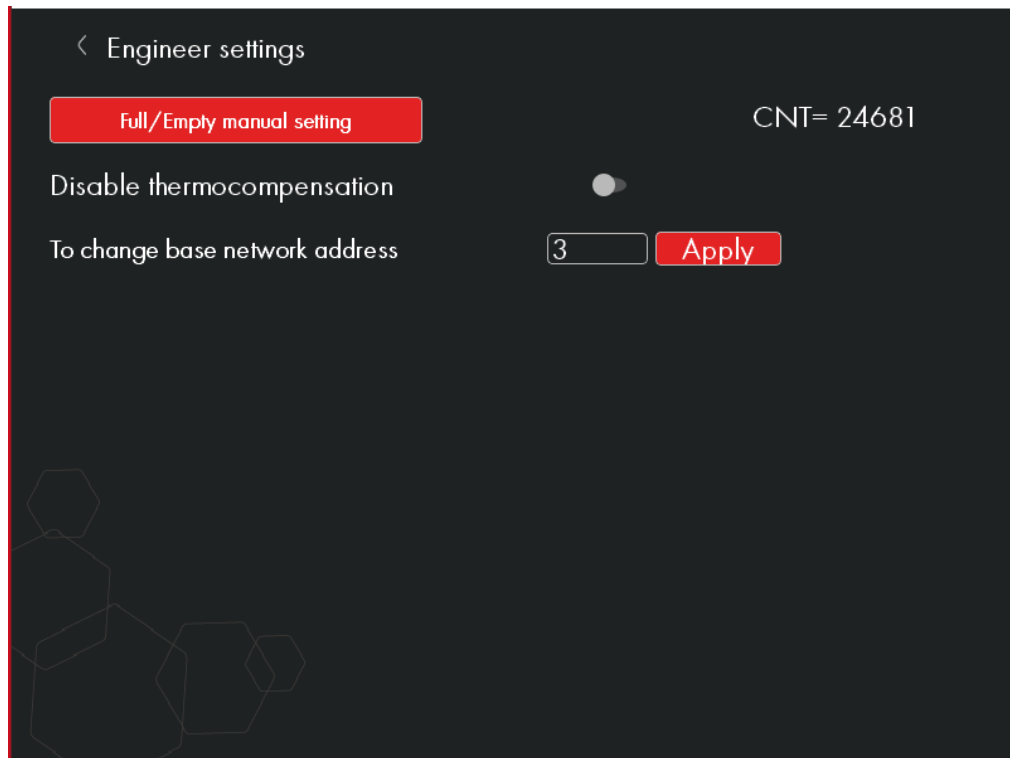 Engineer settings
Full/Empty manual setting
CNT= 24681
Disable thermocompensation
To change base network address
3
Apply